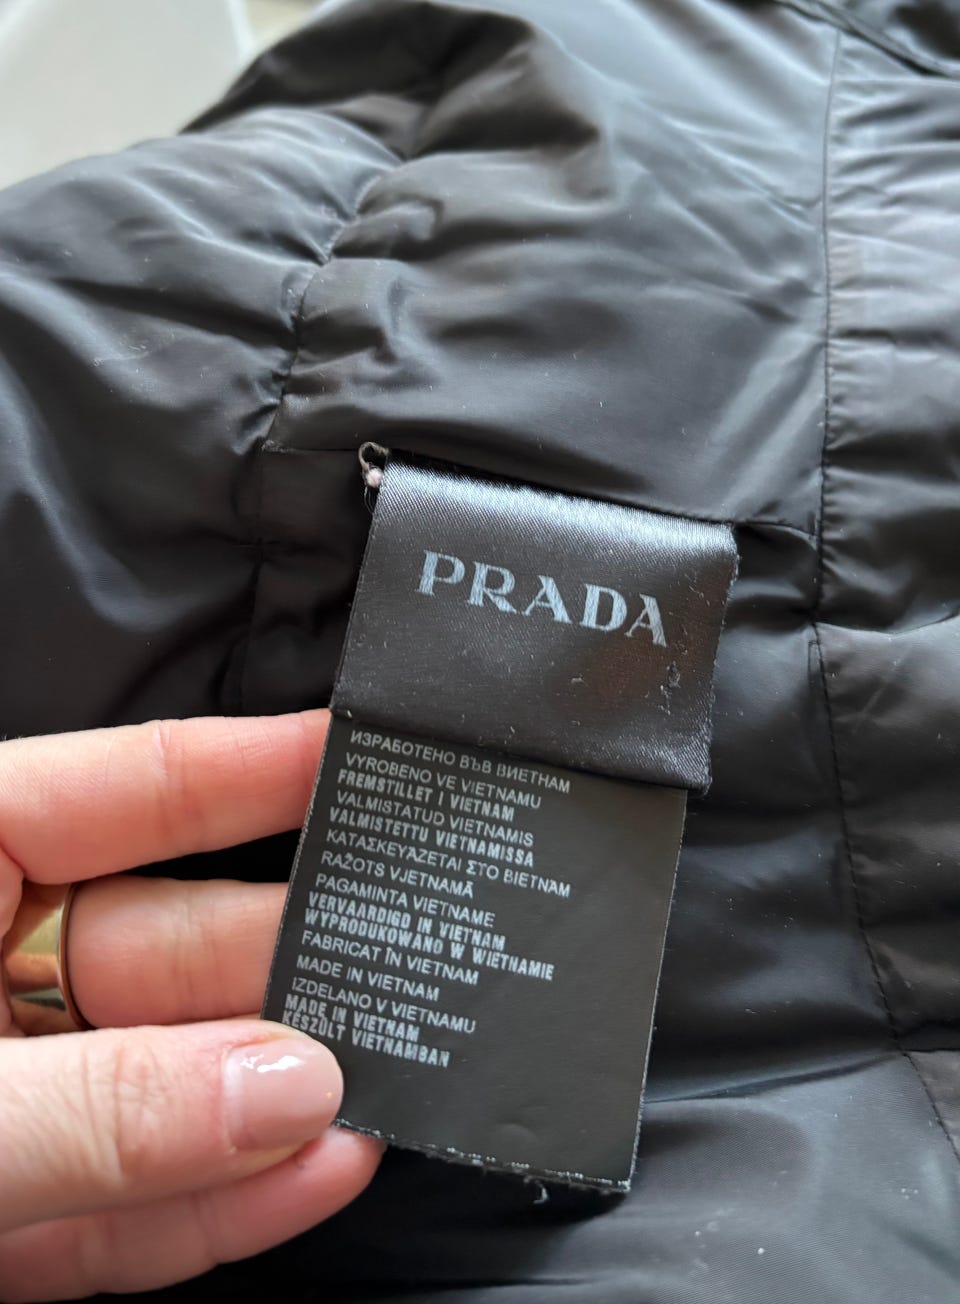 PRADA
ИЗРАБОТЕНО ВЪВ ВИЕТНАМ
VYROBENO VE VIETNAMU
FREMSTILLET I VIETNAM
VALMISTATUD VIETNAMIS
VALMISTETTU VIETNAMISSA
ΚΑΤΑΣΚΕΥΆΖΕΤΑΙ ΣΤΟ ΒΙΕΤΝΑΜ
RAŽOTS VJETNAMĀ
PAGAMINTA VIETNAME
VERVAARDIGD IN VIETNAM
WYPRODUKOWANO W WIETNAMIE
FABRICAT ÎN VIETNAM
MADE IN VIETNAM
IZDELANO V VIETNAMU
MADE IN VIETNAM
KÉSZÜLT VIETNAMBAN